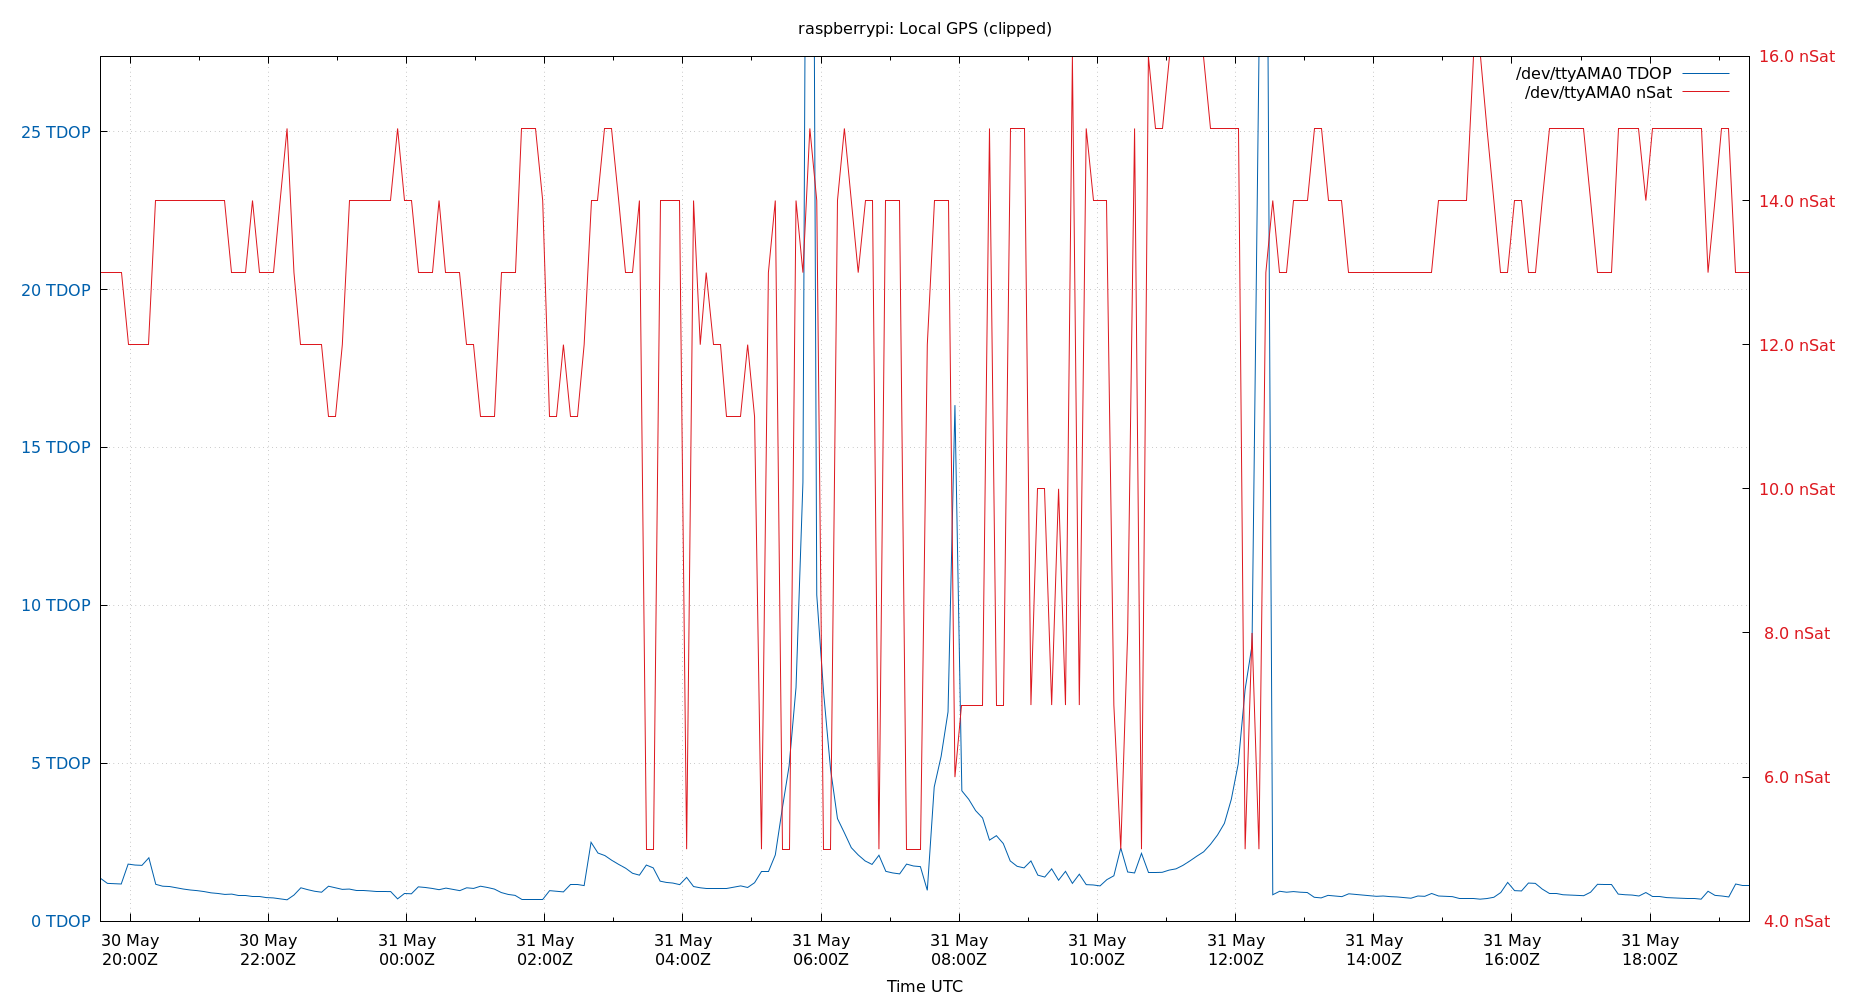 raspberrypi: Local GPS (clipped)
/dev/ttyAMA0 TDOP
/dev/ttyAMA0 nSat
25 TDOP
20 TDOP
15 TDOP
10 TDOP
5 TDOP
0 TDOP
16.0 nSat
14.0 nSat
12.0 nSat
10.0 nSat
8.0 nSat
6.0 nSat
4.0 nSat
30 May 30 May 31 May 31 May 31 May 31 May 31 May 31 May 31 May 31 May 31 May 31 May
20:00Z 22:00Z 00:00Z 02:00Z 04:00Z 06:00Z 08:00Z 10:00Z 12:00Z 14:00Z 16:00Z 18:00Z
Time UTC